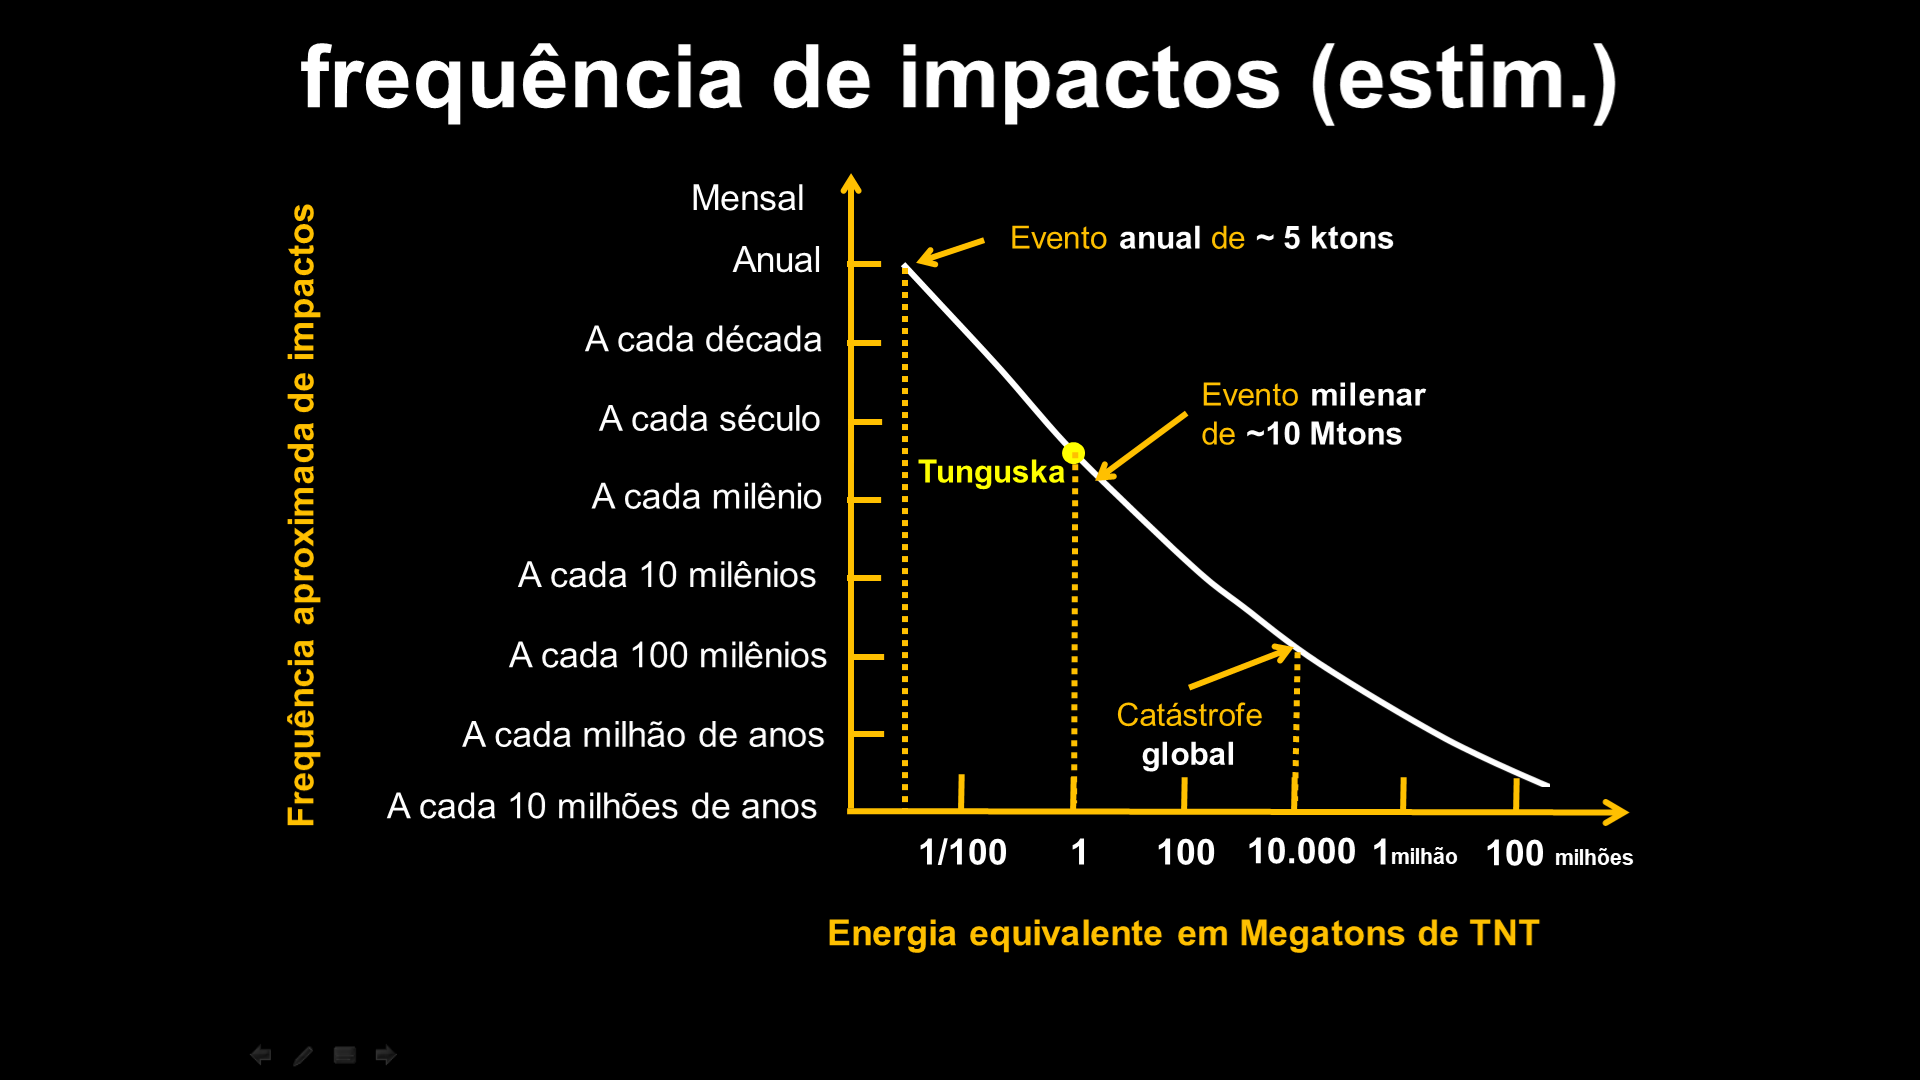 frequência de impactos (estim.)
Frequência aproximada de impactos
Mensal
Anual
A cada década
A cada século
A cada milênio
A cada 10 milênios
A cada 100 milênios
A cada milhão de anos
A cada 10 milhões de anos
Evento anual de ~ 5 ktons
Evento milenar
de ~10 Mtons
Tunguska
Catástrofe
global
1/100 1 100 10.000 1milhão 100 milhões
Energia equivalente em Megatons de TNT